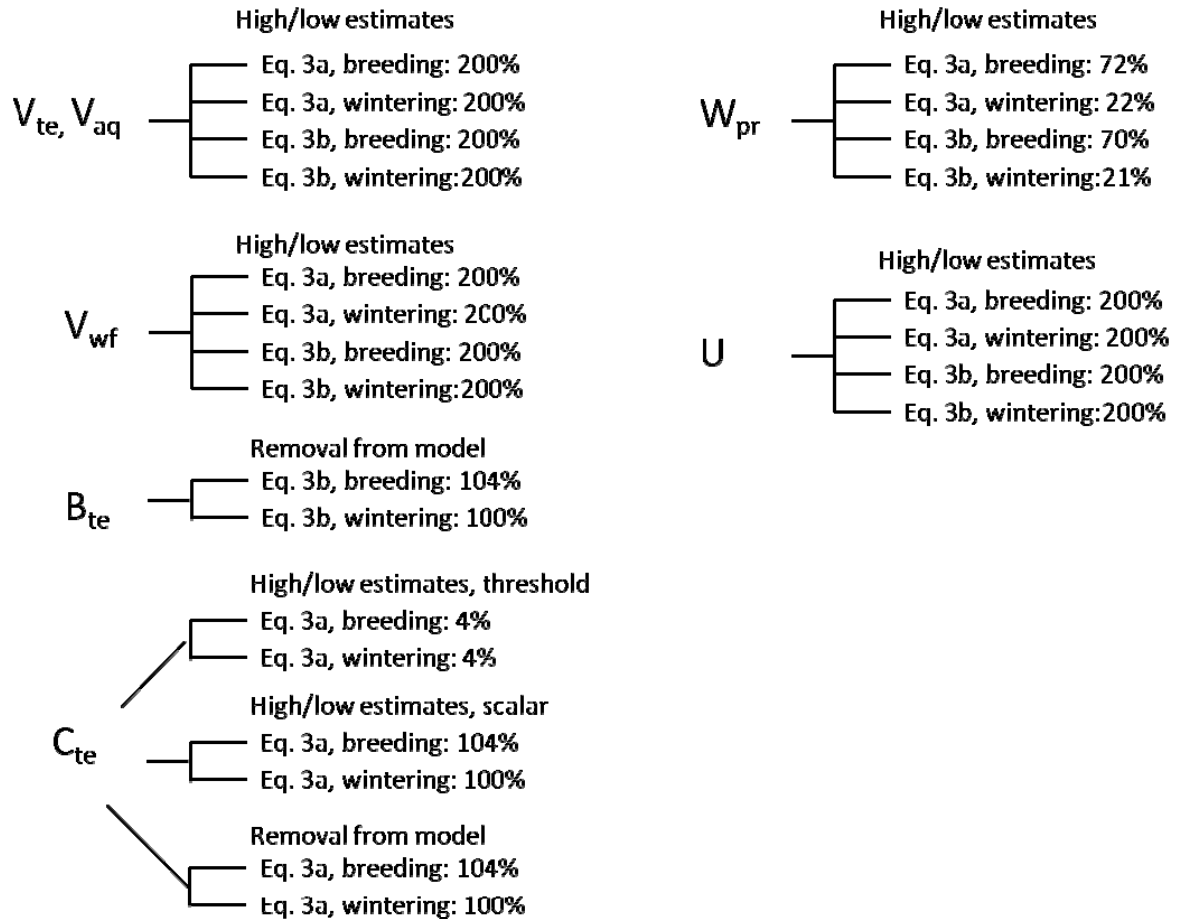 High/low estimates
V_te, V_aq
Eq. 3a, breeding: 200%
Eq. 3a, wintering: 200%
Eq. 3b, breeding: 200%
Eq. 3b, wintering:200%
High/low estimates
V_wf
Eq. 3a, breeding: 200%
Eq. 3a, wintering: 200%
Eq. 3b, breeding: 200%
Eq. 3b, wintering:200%
Removal from model
B_te
Eq. 3b, breeding: 104%
Eq. 3b, wintering: 100%
C_te
High/low estimates, threshold
Eq. 3a, breeding: 4%
Eq. 3a, wintering: 4%
High/low estimates, scalar
Eq. 3a, breeding: 104%
Eq. 3a, wintering: 100%
Removal from model
Eq. 3a, breeding: 104%
Eq. 3a, wintering: 100%
High/low estimates
W_pr
Eq. 3a, breeding: 72%
Eq. 3a, wintering: 22%
Eq. 3b, breeding: 70%
Eq. 3b, wintering:21%
High/low estimates
U
Eq. 3a, breeding: 200%
Eq. 3a, wintering: 200%
Eq. 3b, breeding: 200%
Eq. 3b, wintering:200%